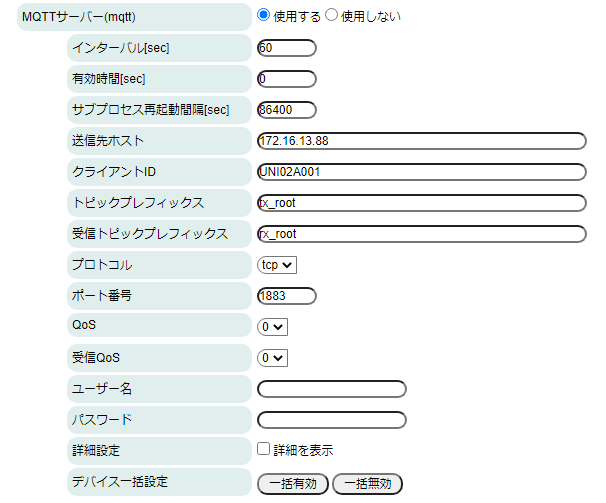 MQTTサーバー(mqtt) 使用する 使用しない
インターバル[sec] 60
有効時間[sec] 0
サブプロセス再起動間隔[sec] 86400
送信先ホスト 172.16.13.88
クライアントID UNI02A001
トピックプレフィックス tx_root
受信トピックプレフィックス rx_root
プロトコル tcp
ポート番号 1883
QoS 0
受信QoS 0
ユーザー名
パスワード
詳細設定 詳細を表示
デバイス一括設定 一括有効 一括無効